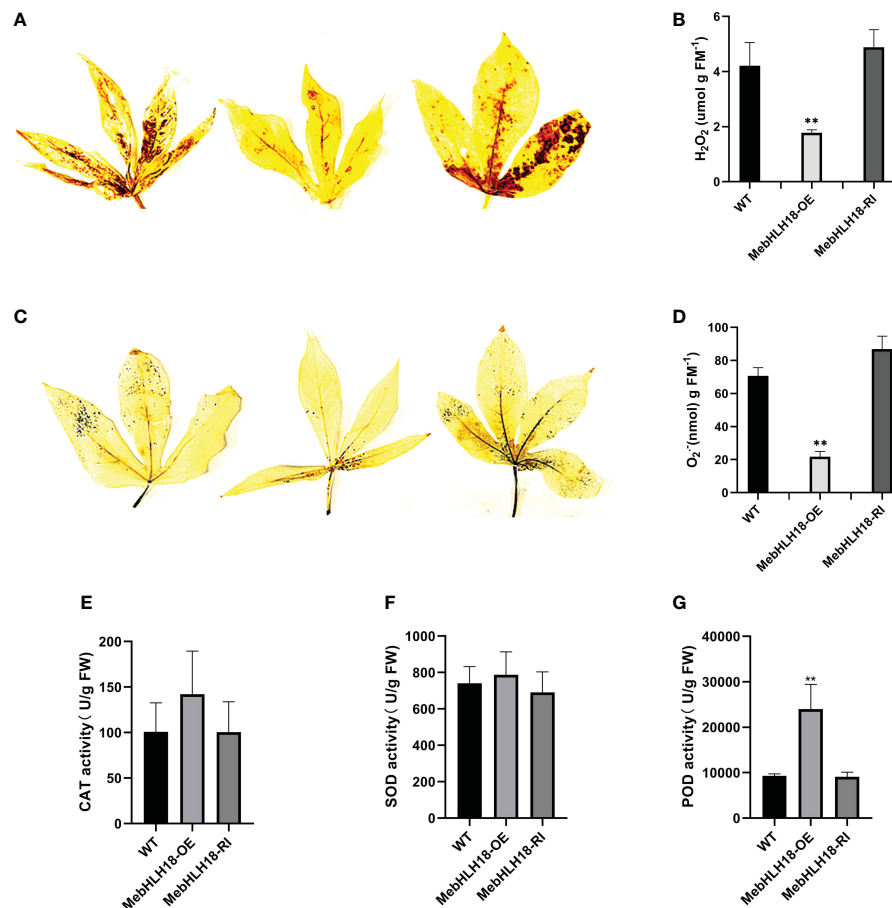 A
B
H₂O₂ (umol g FM⁻¹)
6
4
2
0
**
WT
MebHLH18-OE
MebHLH18-RI
C
D
O₂·⁻(nmol) g FM⁻¹)
100
80
60
40
20
0
**
WT
MebHLH18-OE
MebHLH18-RI
E
CAT activity ( U/g FW)
200
150
100
50
0
WT
MebHLH18-OE
MebHLH18-RI
F
SOD activity ( U/g FW)
1000
800
600
400
200
0
WT
MebHLH18-OE
MebHLH18-RI
G
POD activity ( U/g FW)
40000
30000
20000
10000
0
**
WT
MebHLH18-OE
MebHLH18-RI